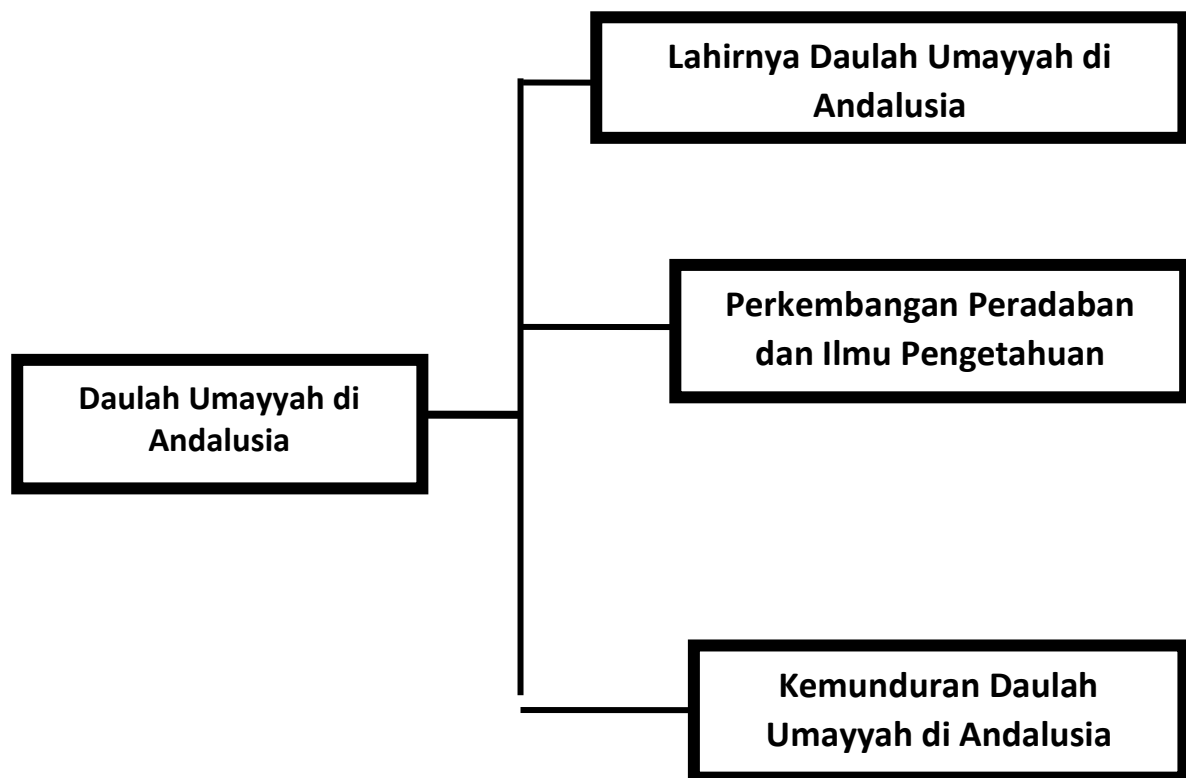 Lahirnya Daulah Umayyah di
Andalusia
Perkembangan Peradaban
dan Ilmu Pengetahuan
Daulah Umayyah di
Andalusia
Kemunduran Daulah
Umayyah di Andalusia